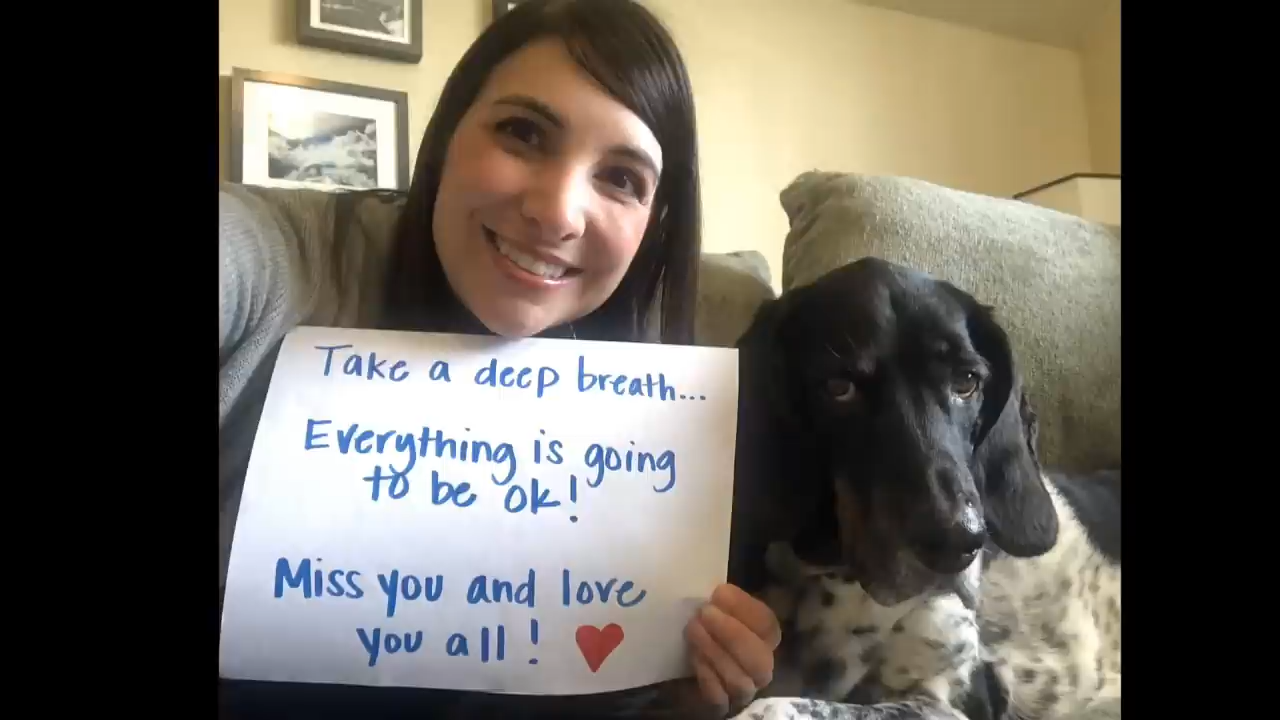 Take a deep breath...
Everything is going
to be ok!
Miss you and love
you all! ♥